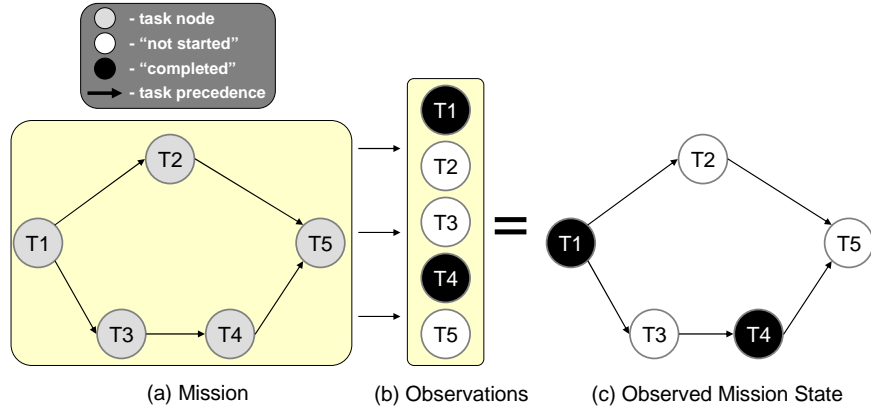 - task node
- “not started”
- “completed”
- task precedence
T1
T2
T3
T4
T5
T1
T2
T3
T4
T5
=
T1
T2
T3
T4
T5
(a) Mission
(b) Observations
(c) Observed Mission State